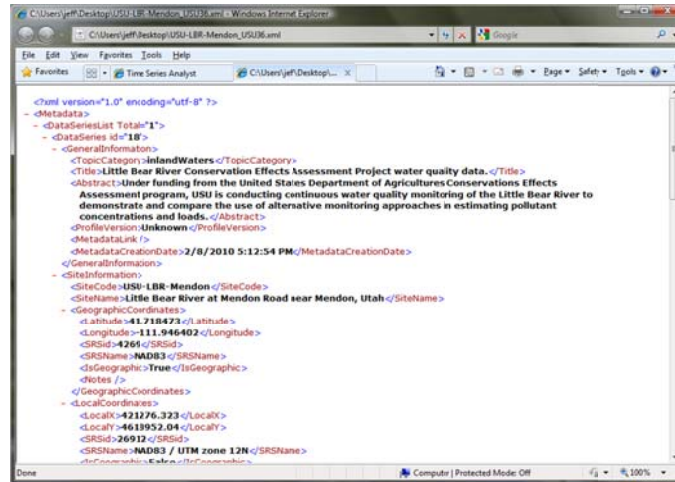 C:\Users\jeff\Desktop\USU-LBR-Mendon_USU36.xml - Windows Internet Explorer
C:\Users\jeff\Desktop\USU-LBR-Mendon_USU36.xml
Google
File Edit View Favorites Tools Help
Favorites Time Series Analyst C:\Users\jeff\Desktop\... Page Safety Tools
<?xml version="1.0" encoding="utf-8" ?>
- <Metadata>
- <DataSeriesList Total="1">
- <DataSeries id="18">
- <GeneralInformation>
<TopicCategory>inlandWaters</TopicCategory>
<Title>Little Bear River Conservation Effects Assessment Project water quality data.</Title>
<Abstract>Under funding from the United States Department of Agricultures Conservations Effects
Assessment program, USU is conducting continuous water quality monitoring of the Little Bear River to
demonstrate and compare the use of alternative monitoring approaches in estimating pollutant
concentrations and loads.</Abstract>
<ProfileVersion>Unknown</ProfileVersion>
<MetadataLink />
<MetadataCreationDate>2/8/2010 5:12:54 PM</MetadataCreationDate>
</GeneralInformation>
- <SiteInformation>
<SiteCode>USU-LBR-Mendon</SiteCode>
<SiteName>Little Bear River at Mendon Road near Mendon, Utah</SiteName>
- <GeographicCoordinates>
<Latitude>41.718473</Latitude>
<Longitude>-111.946402</Longitude>
<SRSid>4269</SRSid>
<SRSName>NAD83</SRSName>
<IsGeographic>True</IsGeographic>
<Notes />
</GeographicCoordinates>
- <LocalCoordinates>
<LocalX>421276.323</LocalX>
<LocalY>4618952.04</LocalY>
<SRSid>26912</SRSid>
<SRSName>NAD83 / UTM zone 12N</SRSName>
<IsGeographic>False</IsGeographic>
Done Computer | Protected Mode: Off 100%